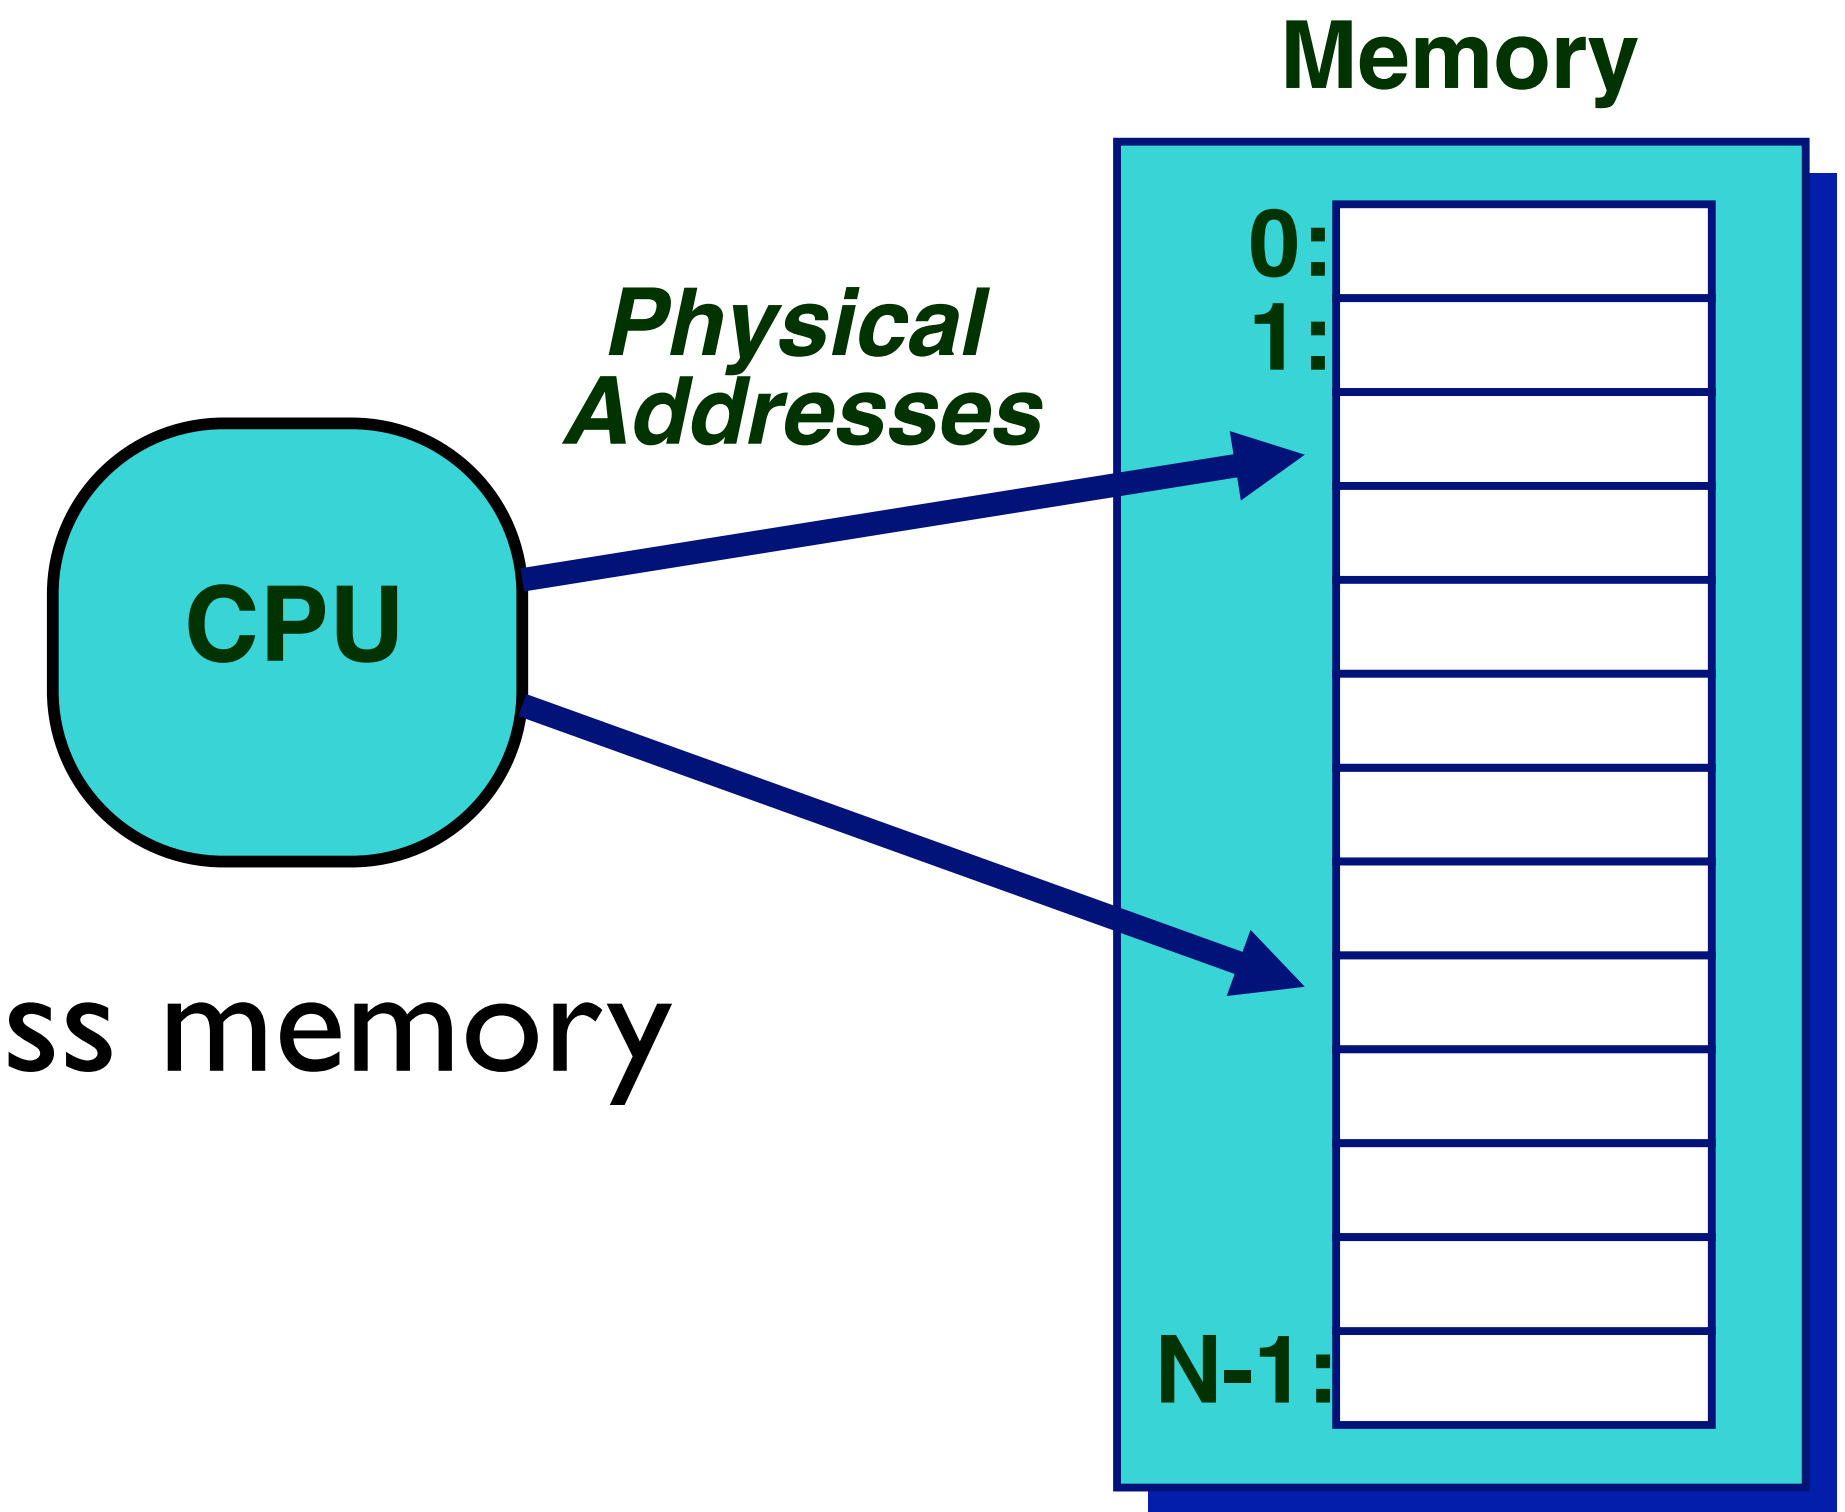 Memory
0:
1:
Physical
Addresses
CPU
ss memory
N-1: